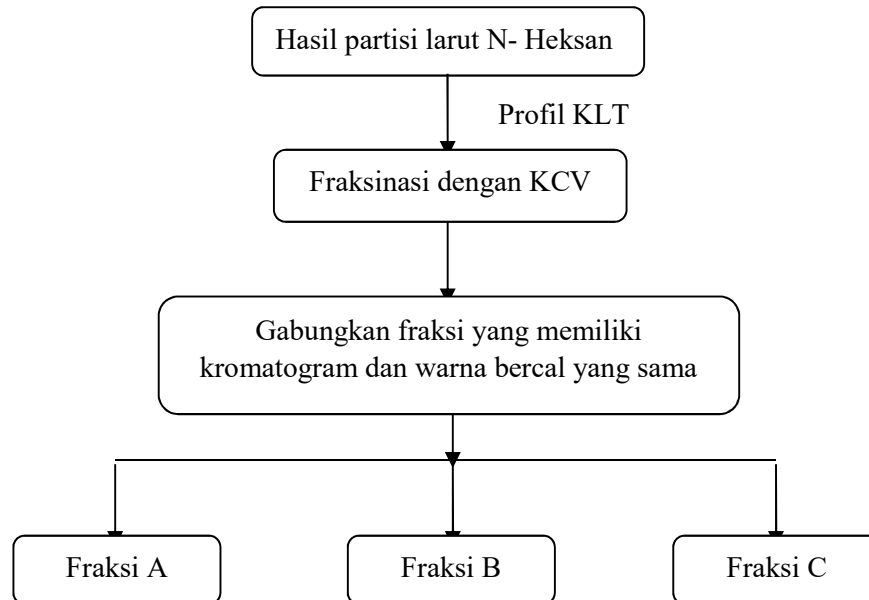 Hasil partisi larut N- Heksan
Profil KLT
Fraksinasi dengan KCV
Gabungkan fraksi yang memiliki
kromatogram dan warna bercal yang sama
Fraksi A
Fraksi B
Fraksi C